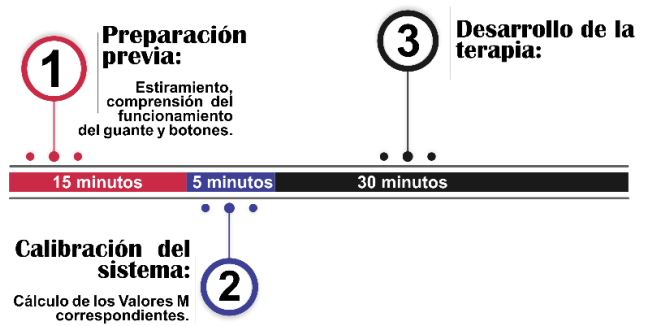 1
Preparación
previa:
Estiramiento,
comprensión del
funcionamiento
del guante y botones.
3
Desarrollo de la
terapia:
15 minutos
5 minutos
30 minutos
Calibración del
sistema:
Cálculo de los Valores M
correspondientes.
2